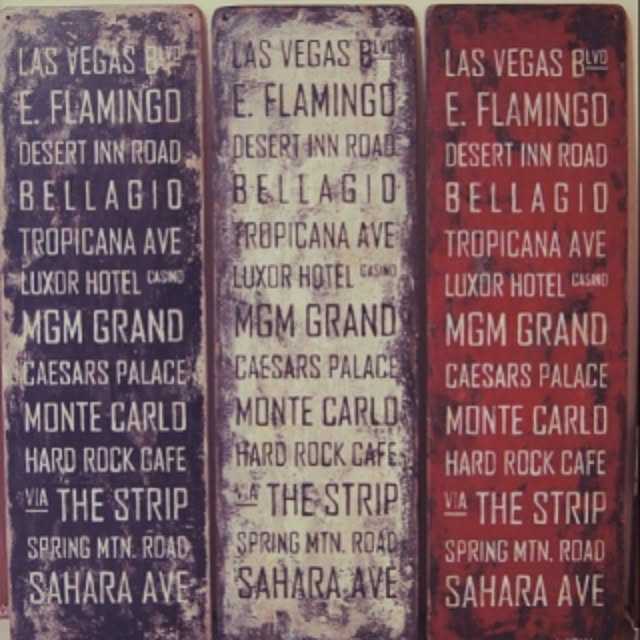 LAS VEGAS BLVD
E. FLAMINGO
DESERT INN ROAD
BELLAGIO
TROPICANA AVE
LUXOR HOTEL CASINO
MGM GRAND
CAESARS PALACE
MONTE CARLO
HARD ROCK CAFE
VIA THE STRIP
SPRING MTN. ROAD
SAHARA AVE
LAS VEGAS BLVD
E. FLAMINGO
DESERT INN ROAD
BELLAGIO
TROPICANA AVE
LUXOR HOTEL CASINO
MGM GRAND
CAESARS PALACE
MONTE CARLO
HARD ROCK CAFE
VIA THE STRIP
SPRING MTN. ROAD
SAHARA AVE
LAS VEGAS BLVD
E. FLAMINGO
DESERT INN ROAD
BELLAGIO
TROPICANA AVE
LUXOR HOTEL CASINO
MGM GRAND
CAESARS PALACE
MONTE CARLO
HARD ROCK CAFE
VIA THE STRIP
SPRING MTN. ROAD
SAHARA AVE